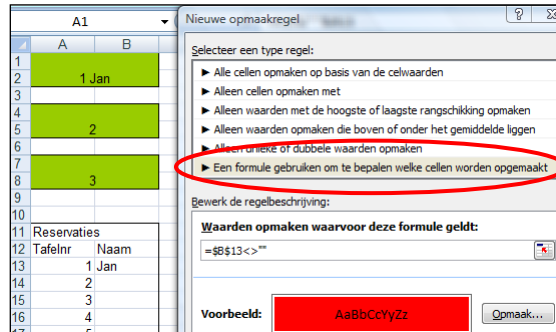 A1
Nieuwe opmaakregel
Selecteer een type regel:
► Alle cellen opmaken op basis van de celwaarden
► Alleen cellen opmaken met
► Alleen waarden met de hoogste of laagste rangschikking opmaken
► Alleen waarden opmaken die boven of onder het gemiddelde liggen
► Alleen unieke of dubbele waarden opmaken
► Een formule gebruiken om te bepalen welke cellen worden opgemaakt
Bewerk de regelbeschrijving:
Waarden opmaken waarvoor deze formule geldt:
=$B$13<>""
Voorbeeld:
AaBbCcYyZz
Opmaak...
A B
1
2 1 Jan
3
4
5 2
6
7
8 3
9
10
11 Reservaties
12 Tafelnr Naam
13 1 Jan
14 2
15 3
16 4
17 5